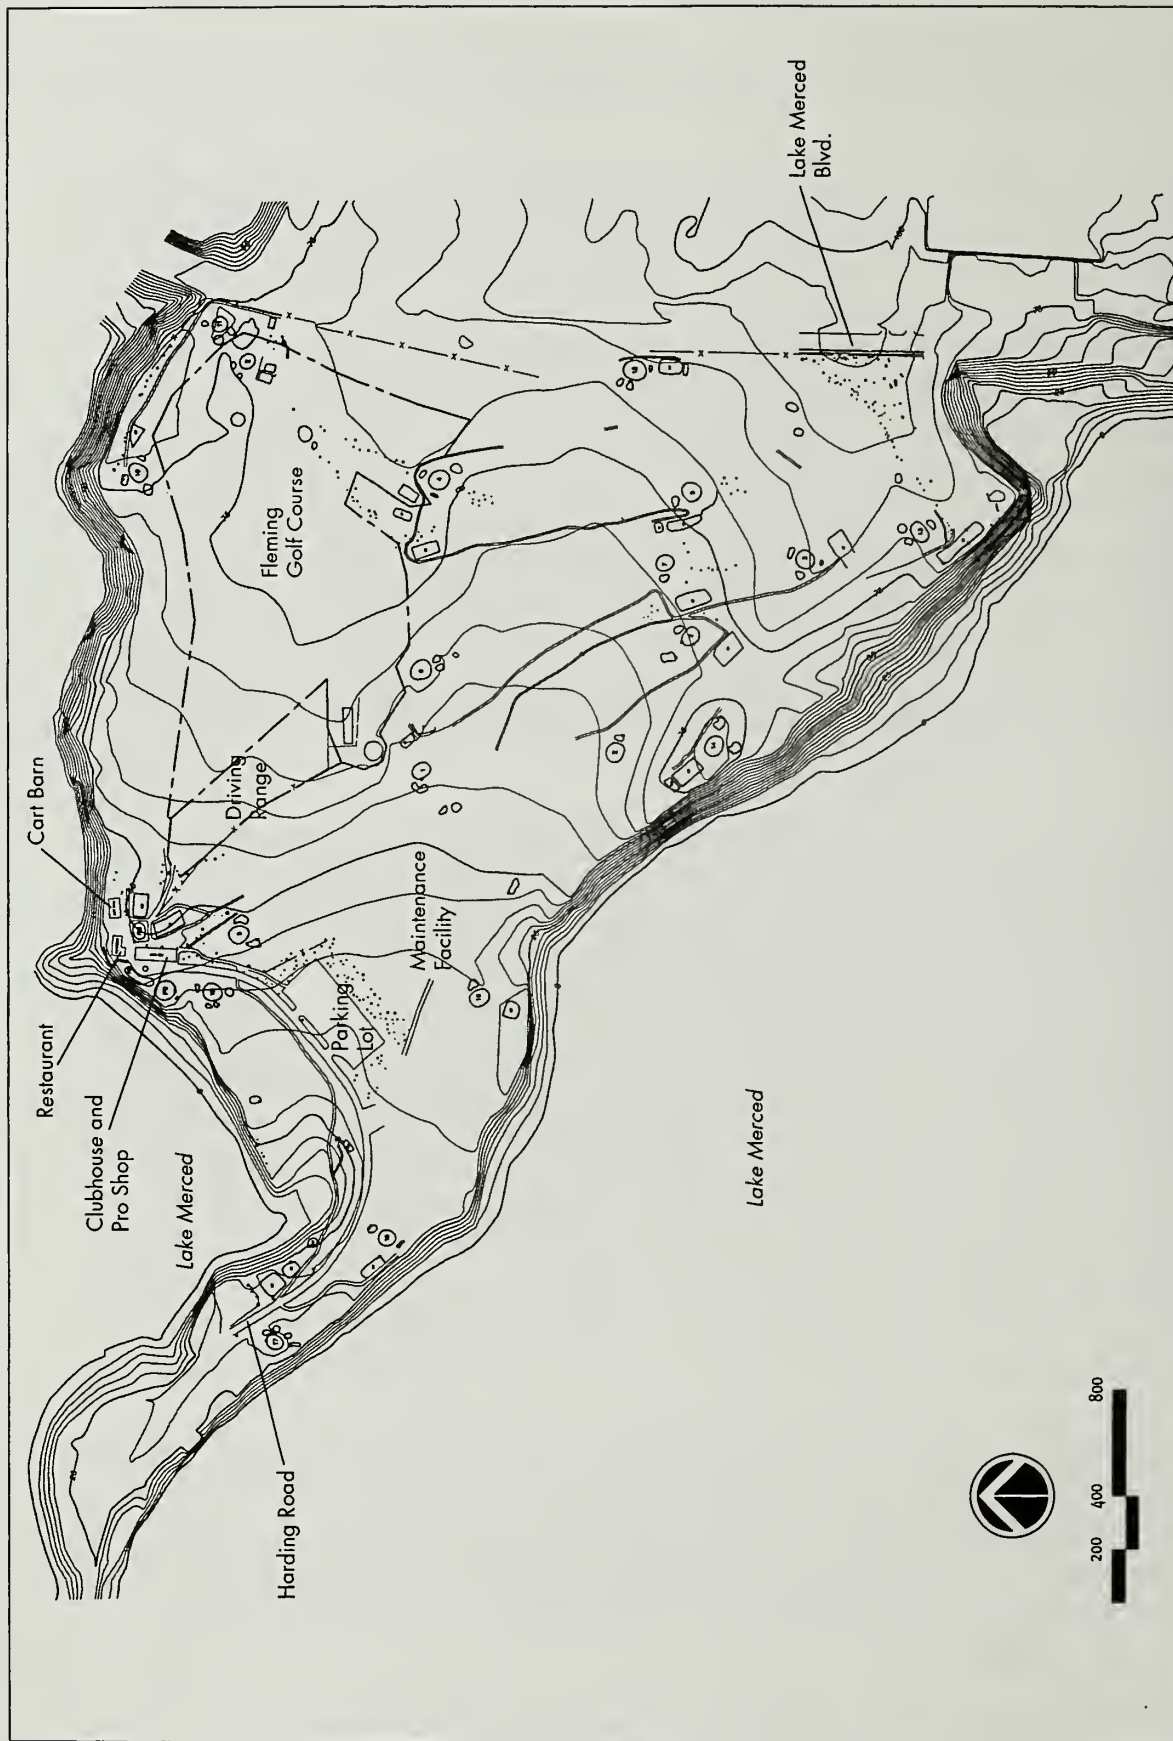 Cart Barn
Restaurant
Clubhouse and
Pro Shop
Lake Merced
Harding Road
Driving
Range
Fleming
Golf Course
Parking
Lot
Maintenance
Facility
Lake Merced
Blvd.
Lake Merced
200
400
800